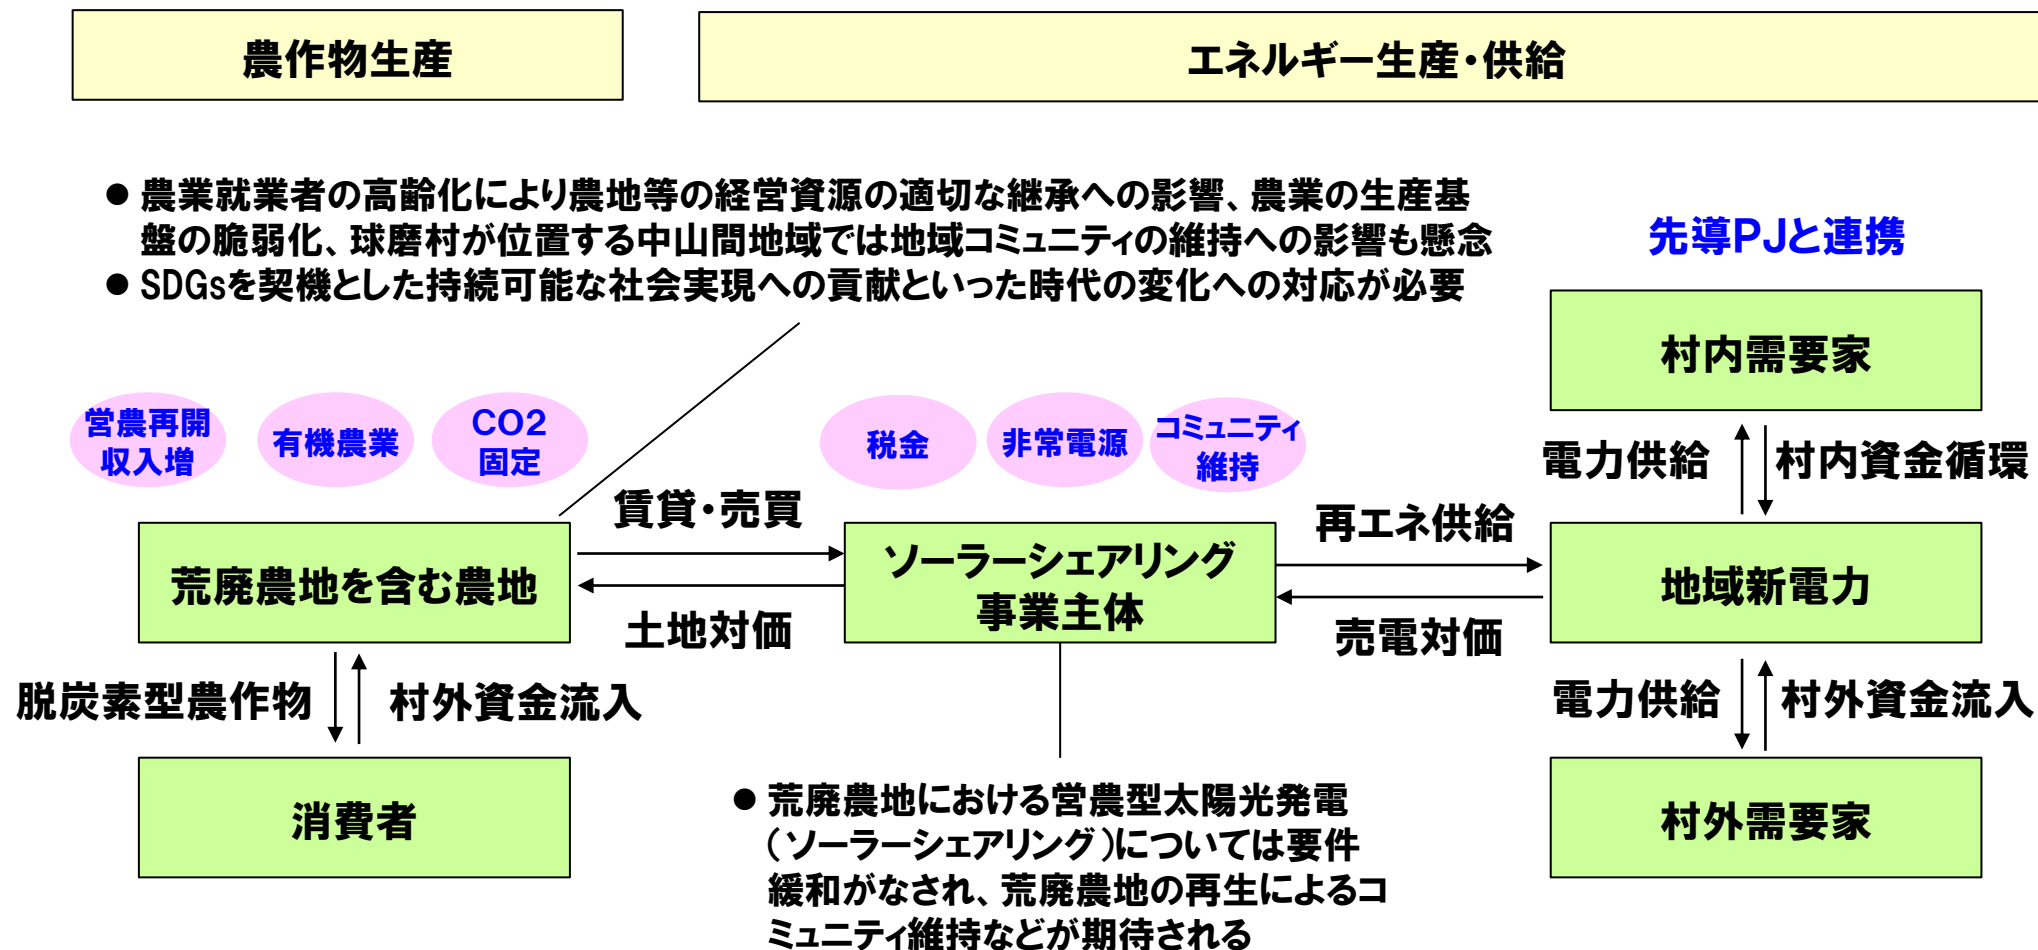 農作物生産
エネルギー生産・供給
● 農業就業者の高齢化により農地等の経営資源の適切な継承への影響、農業の生産基
盤の脆弱化、球磨村が位置する中山間地域では地域コミュニティの維持への影響も懸念
● SDGsを契機とした持続可能な社会実現への貢献といった時代の変化への対応が必要
先導PJと連携
村内需要家
営農再開
収入増
有機農業
CO2
固定
税金
非常電源
コミュニティ
維持
電力供給
村内資金循環
賃貸・売買
再エネ供給
荒廃農地を含む農地
ソーラーシェアリング
事業主体
地域新電力
土地対価
売電対価
脱炭素型農作物
村外資金流入
電力供給
村外資金流入
消費者
村外需要家
● 荒廃農地における営農型太陽光発電
（ソーラーシェアリング）については要件
緩和がなされ、荒廃農地の再生によるコ
ミュニティ維持などが期待される